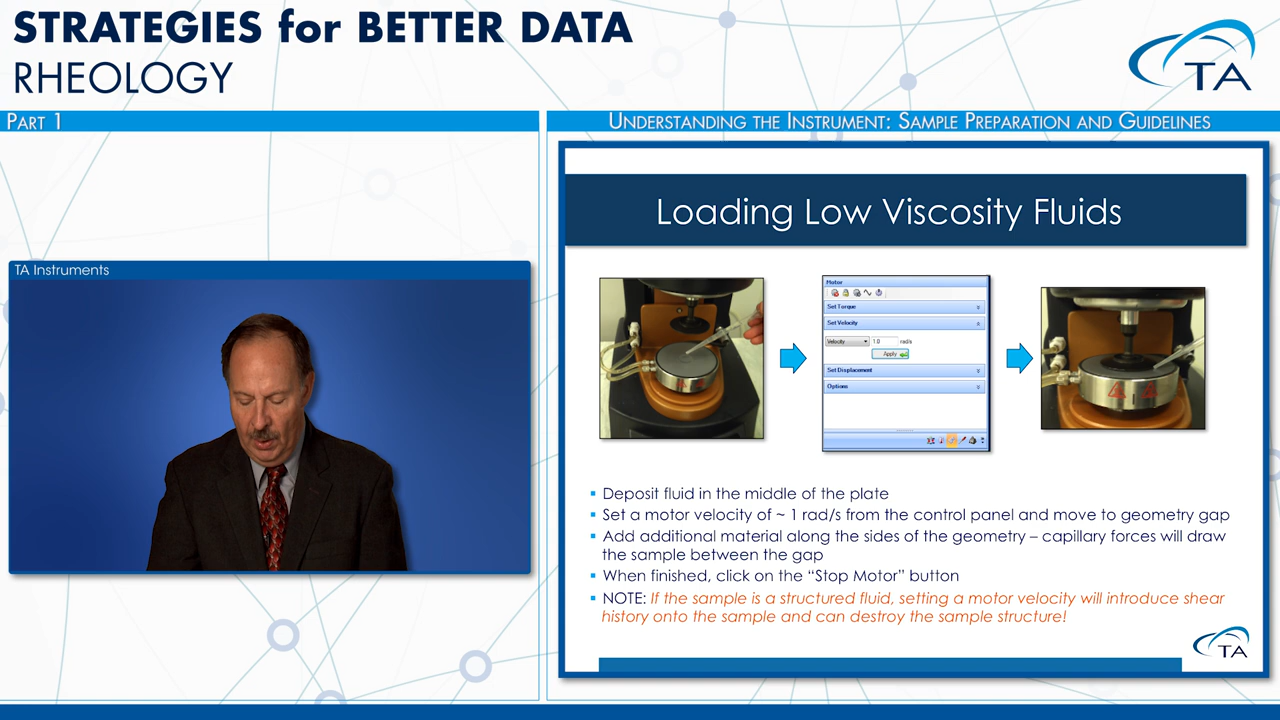 STRATEGIES for BETTER DATA
RHEOLOGY
TA
PART 1
UNDERSTANDING THE INSTRUMENT: SAMPLE PREPARATION AND GUIDELINES
TA Instruments
Loading Low Viscosity Fluids
Motor
Set Torque
Set Velocity
Velocity 1.0 rad/s
Apply
Set Displacement
Options
Deposit fluid in the middle of the plate
Set a motor velocity of ~ 1 rad/s from the control panel and move to geometry gap
Add additional material along the sides of the geometry – capillary forces will draw
the sample between the gap
When finished, click on the “Stop Motor” button
NOTE: If the sample is a structured fluid, setting a motor velocity will introduce shear
history onto the sample and can destroy the sample structure!
TA